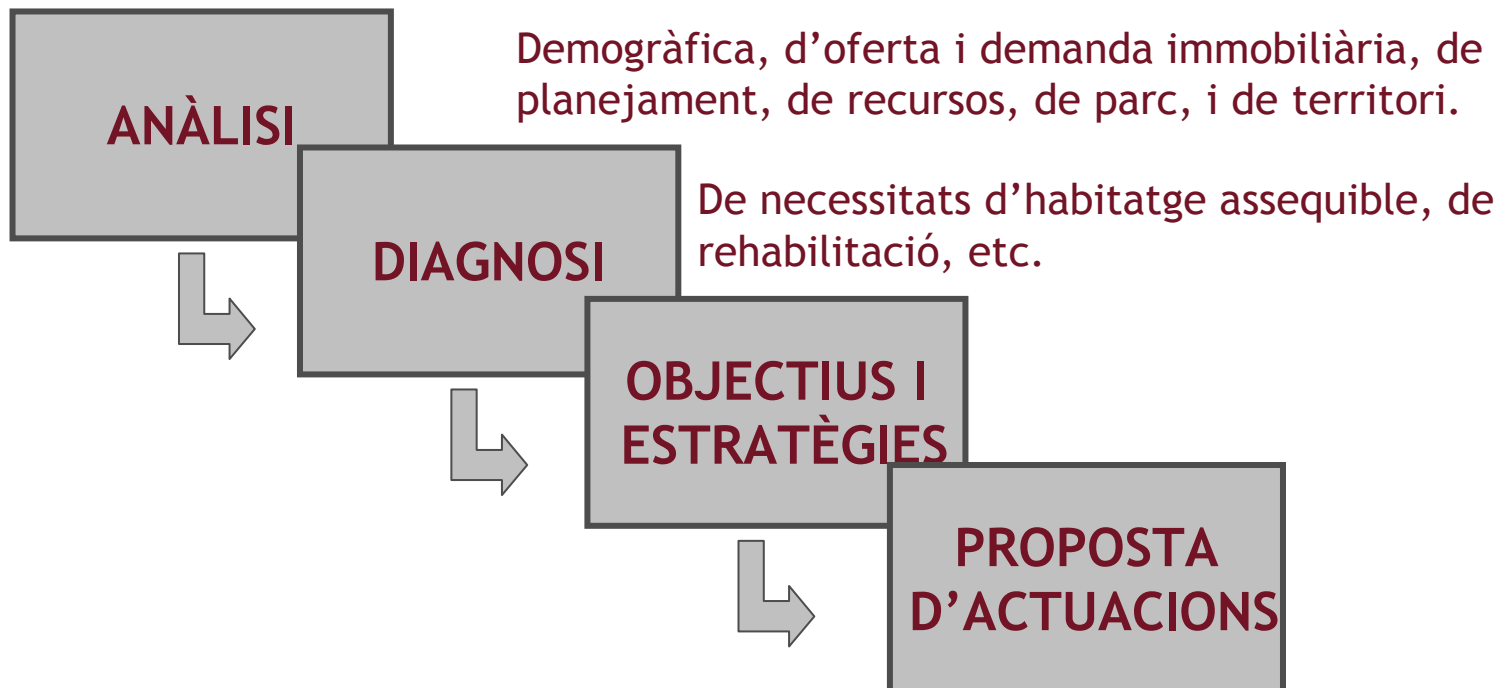 Demogràfica, d’oferta i demanda immobiliària, de
planejament, de recursos, de parc, i de territori.
ANÀLISI
De necessitats d’habitatge assequible, de
rehabilitació, etc.
DIAGNOSI
OBJECTIUS I
ESTRATÈGIES
PROPOSTA
D’ACTUACIONS